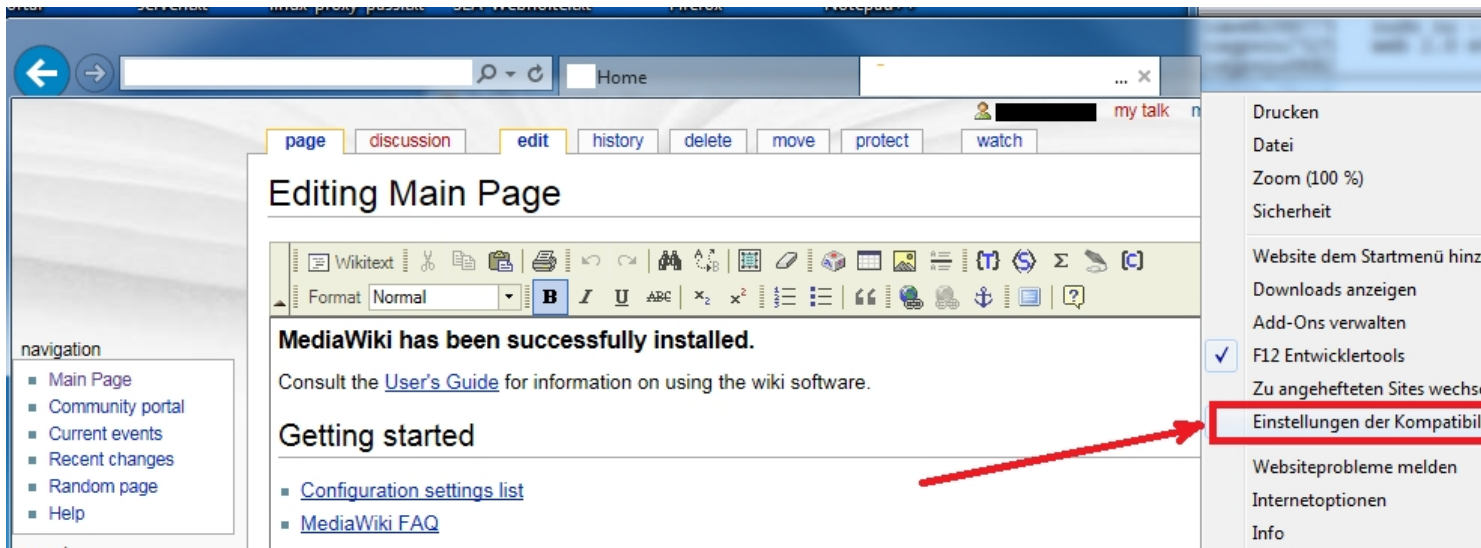 Firefox
Home
...
my talk
page discussion edit history delete move protect watch
Editing Main Page
Wikitext
Format Normal B I U ABC x₂ x²
MediaWiki has been successfully installed.
Consult the User's Guide for information on using the wiki software.
Getting started
Configuration settings list
MediaWiki FAQ
navigation
Main Page
Community portal
Current events
Recent changes
Random page
Help
Drucken
Datei
Zoom (100 %)
Sicherheit
Website dem Startmenü hinz
Downloads anzeigen
Add-Ons verwalten
F12 Entwicklertools
Zu angehefteten Sites wechs
Einstellungen der Kompatibil
Websiteprobleme melden
Internetoptionen
Info